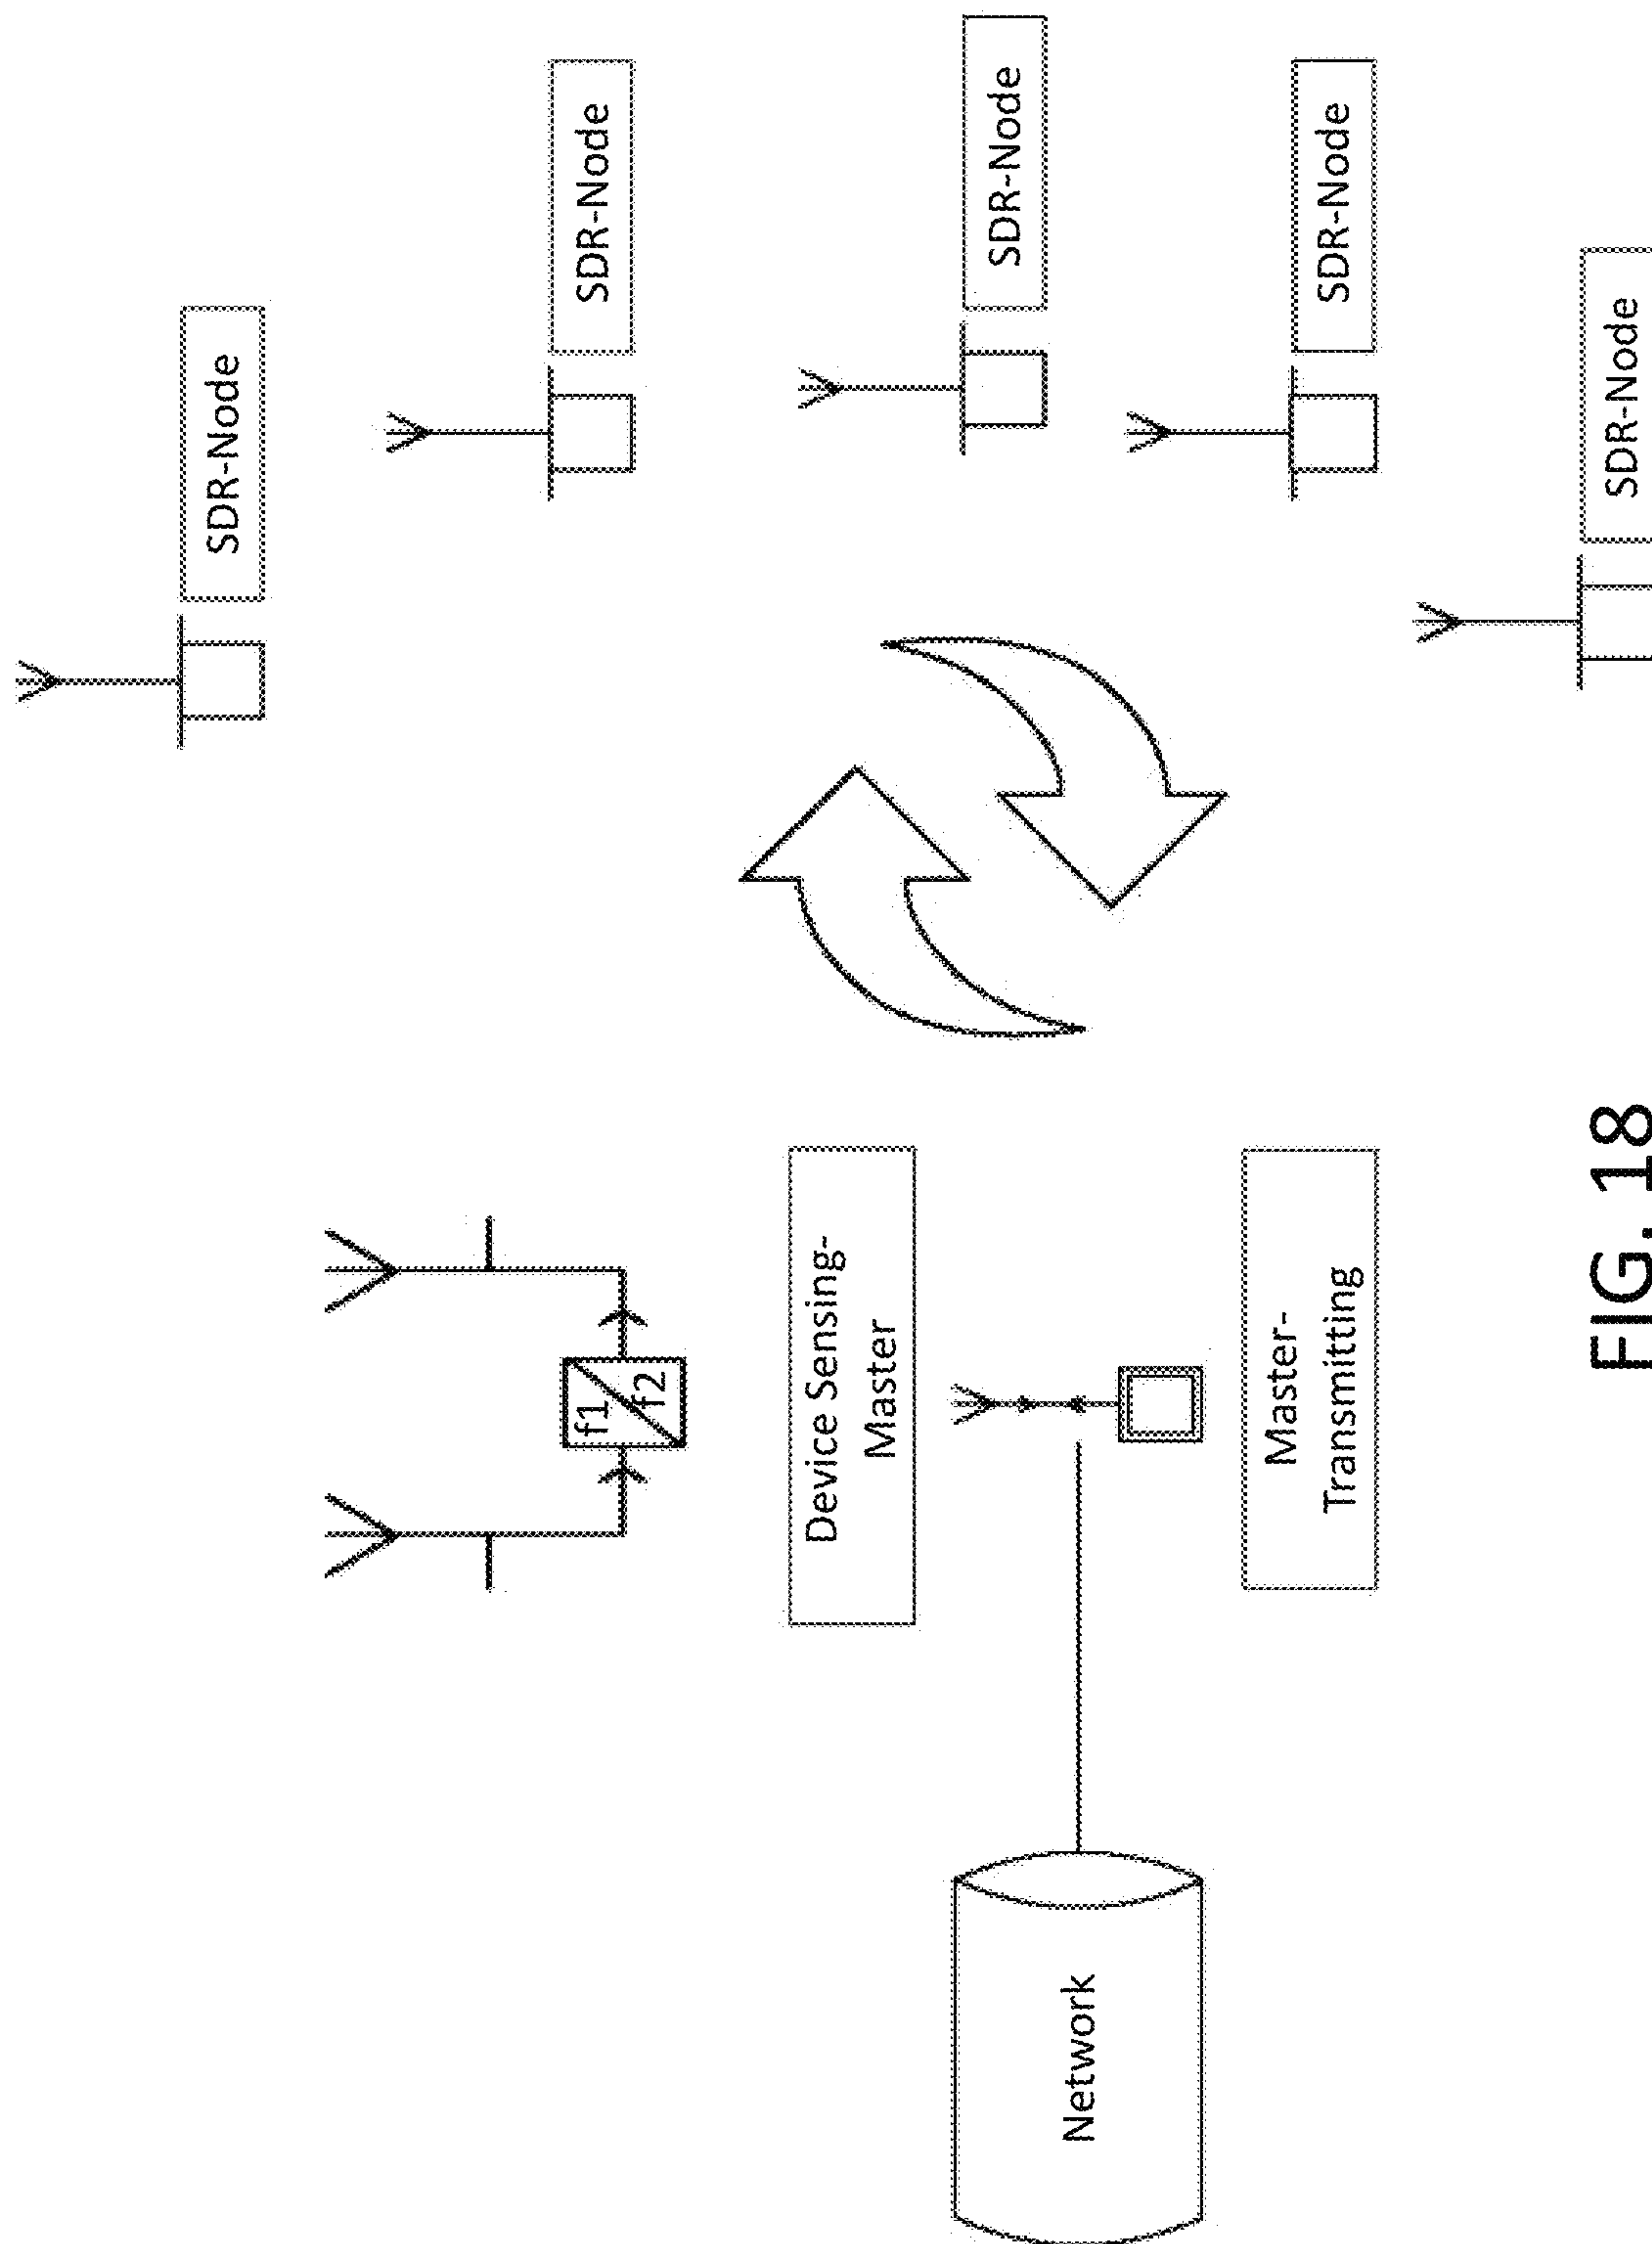 SDR-Node
SDR-Node
f1
f2
Device Sensing-
Master
SDR-Node
Network
Master-
Transmitting
SDR-Node
SDR-Node
FIG. 18